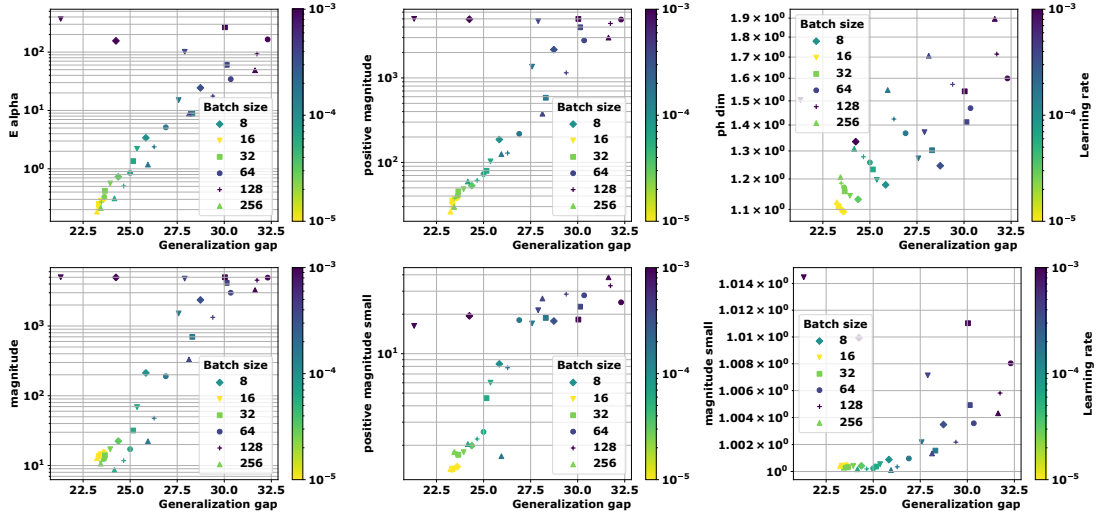 10⁻³
10⁻³
10⁻³
1.9 × 10⁰
10²
Batch size
8
1.8 × 10⁰
16
1.7 × 10⁰
32
10³
1.6 × 10⁰
64
E alpha
10¹
10⁻⁴
positive magnitude
10⁻⁴
ph dim
1.5 × 10⁰
128
10⁻⁴
Learning rate
Batch size
Batch size
256
8
8
1.4 × 10⁰
16
16
10⁰
32
10²
32
1.3 × 10⁰
64
64
1.2 × 10⁰
128
128
256
256
1.1 × 10⁰
10⁻⁵
10⁻⁵
10⁻⁵
22.5 25.0 27.5 30.0 32.5
22.5 25.0 27.5 30.0 32.5
22.5 25.0 27.5 30.0 32.5
Generalization gap
Generalization gap
Generalization gap
10⁻³
10⁻³
10⁻³
1.014 × 10⁰
1.012 × 10⁰
10³
Batch size
1.010 × 10⁰
8
16
magnitude
10⁻⁴
positive magnitude small
10¹
10⁻⁴
magnitude small
1.008 × 10⁰
32
10⁻⁴
Learning rate
Batch size
Batch size
1.006 × 10⁰
64
8
8
128
10²
16
16
1.004 × 10⁰
256
32
32
64
64
1.002 × 10⁰
128
128
10¹
256
256
10⁰
10⁻⁵
10⁻⁵
10⁻⁵
22.5 25.0 27.5 30.0 32.5
22.5 25.0 27.5 30.0 32.5
22.5 25.0 27.5 30.0 32.5
Generalization gap
Generalization gap
Generalization gap